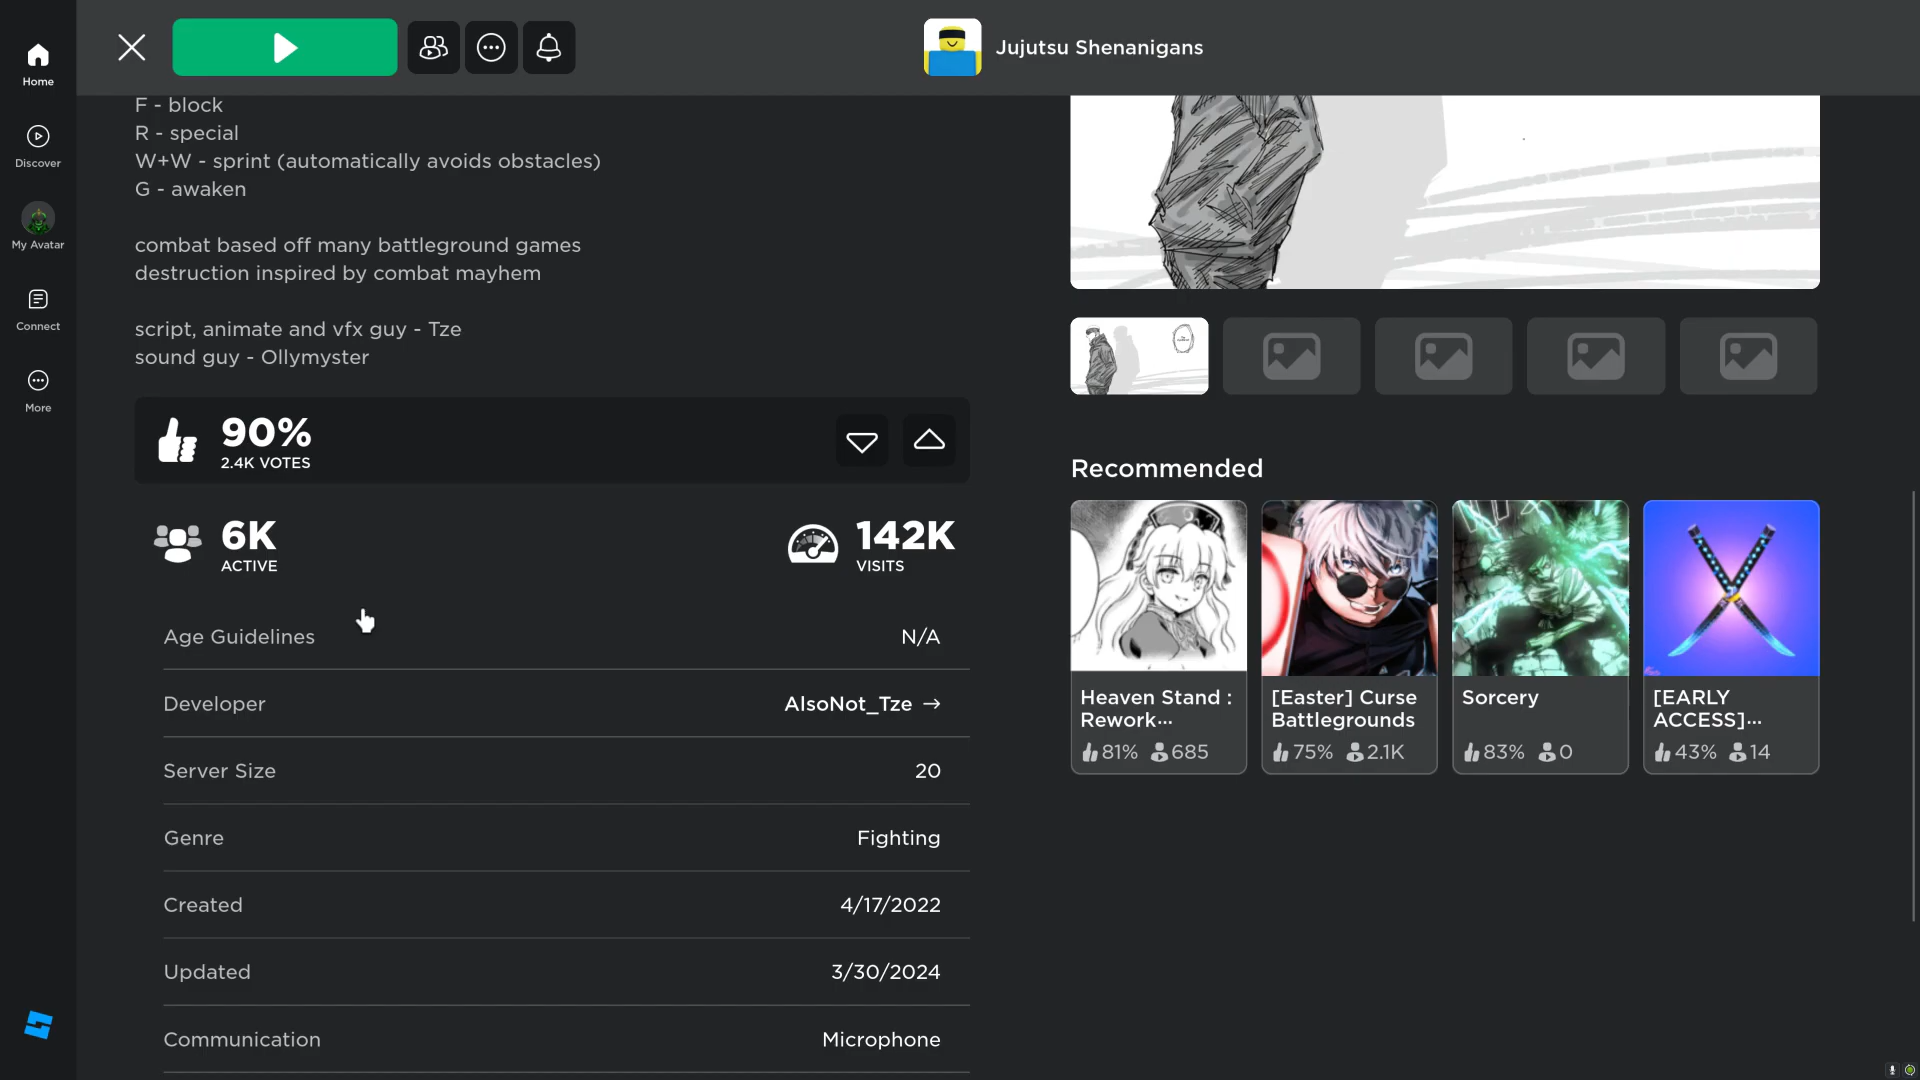 Home
Discover
My Avatar
Connect
More
Jujutsu Shenanigans
F - block
R - special
W+W - sprint (automatically avoids obstacles)
G - awaken
combat based off many battleground games
destruction inspired by combat mayhem
script, animate and vfx guy - Tze
sound guy - Ollymyster
90%
2.4K VOTES
6K
ACTIVE
142K
VISITS
Age Guidelines N/A
Developer AlsoNot_Tze →
Server Size 20
Genre Fighting
Created 4/17/2022
Updated 3/30/2024
Communication Microphone
Recommended
Heaven Stand :
Rework...
81% 685
[Easter] Curse
Battlegrounds
75% 2.1K
Sorcery
83% 0
[EARLY
ACCESS]...
43% 14